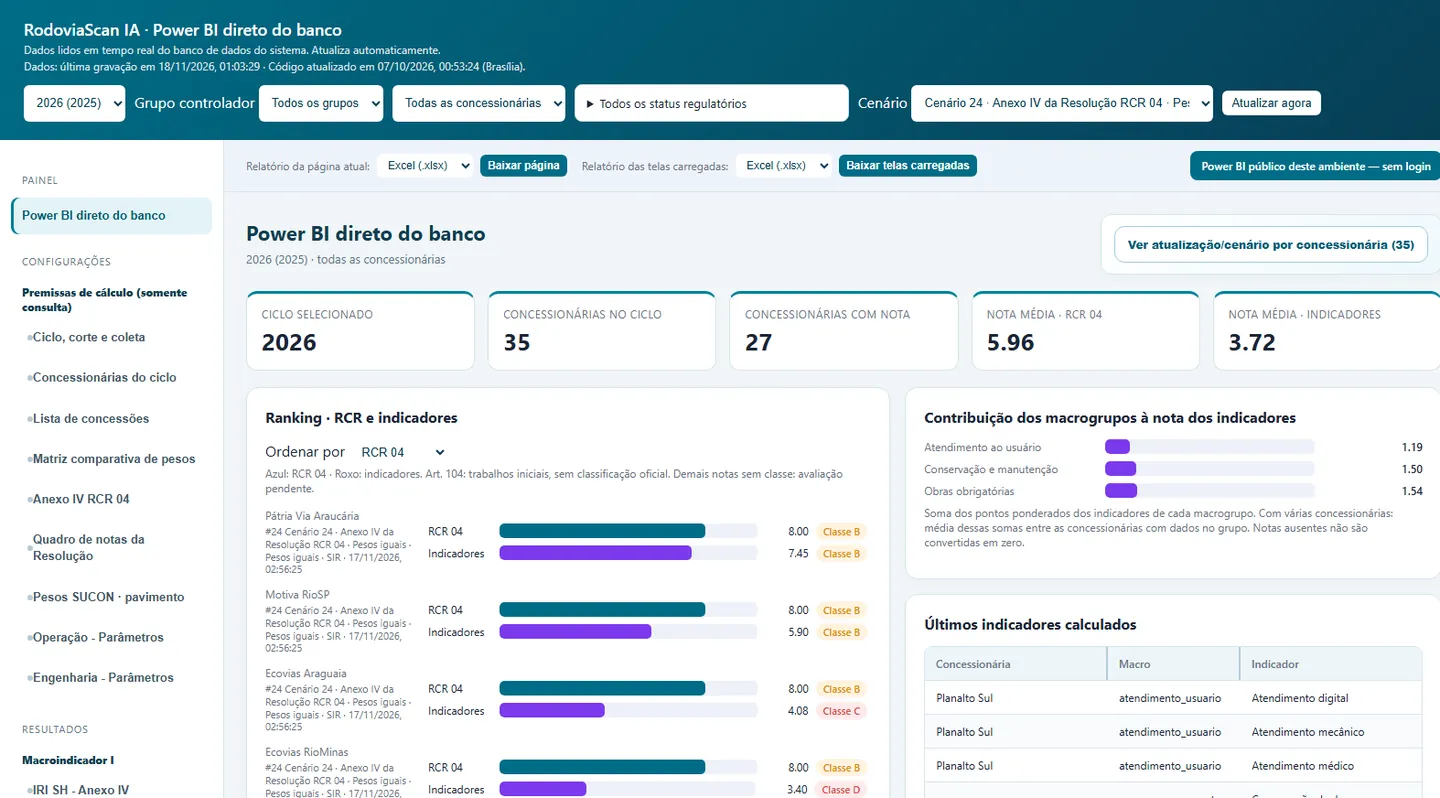 RodoviaScan IA · Power BI direto do banco
Dados lidos em tempo real do banco de dados do sistema. Atualiza automaticamente.
Dados: última gravação em 18/11/2026, 01:03:29 · Código atualizado em 07/10/2026, 00:53:24 (Brasília).
2026 (2025)
Grupo controlador
Todos os grupos
Todas as concessionárias
▶ Todos os status regulatórios
Cenário
Cenário 24 · Anexo IV da Resolução RCR 04 · Pe
Atualizar agora
PAINEL
Power BI direto do banco
CONFIGURAÇÕES
Premissas de cálculo (somente
consulta)
Ciclo, corte e coleta
Concessionárias do ciclo
Lista de concessões
Matriz comparativa de pesos
Anexo IV RCR 04
Quadro de notas da
Resolução
Pesos SUCON · pavimento
Operação - Parâmetros
Engenharia - Parâmetros
RESULTADOS
Macroindicador I
IRI SH - Anexo IV
Relatório da página atual:
Excel (.xlsx)
Baixar página
Relatório das telas carregadas:
Excel (.xlsx)
Baixar telas carregadas
Power BI público deste ambiente — sem login
Power BI direto do banco
2026 (2025) · todas as concessionárias
Ver atualização/cenário por concessionária (35)
CICLO SELECIONADO
2026
CONCESSIONÁRIAS NO CICLO
35
CONCESSIONÁRIAS COM NOTA
27
NOTA MÉDIA · RCR 04
5.96
NOTA MÉDIA · INDICADORES
3.72
Ranking · RCR e indicadores
Ordenar por
RCR 04
Azul: RCR 04 · Roxo: indicadores. Art. 104: trabalhos iniciais, sem classificação oficial. Demais notas sem classe: avaliação
pendente.
Pátria Via Araucária
#24 Cenário 24 · Anexo IV da
Resolução RCR 04 · Pesos iguais ·
Pesos iguais · SIR · 17/11/2026,
02:56:25
RCR 04
8.00
Classe B
Indicadores
7.45
Classe B
Motiva RioSP
#24 Cenário 24 · Anexo IV da
Resolução RCR 04 · Pesos iguais ·
Pesos iguais · SIR · 17/11/2026,
02:56:25
RCR 04
8.00
Classe B
Indicadores
5.90
Classe B
Ecovias Araguaia
#24 Cenário 24 · Anexo IV da
Resolução RCR 04 · Pesos iguais ·
Pesos iguais · SIR · 17/11/2026,
02:56:25
RCR 04
8.00
Classe B
Indicadores
4.08
Classe C
Ecovias RioMinas
#24 Cenário 24 · Anexo IV da
Resolução RCR 04 · Pesos iguais ·
Pesos iguais · SIR · 17/11/2026,
RCR 04
8.00
Classe B
Indicadores
3.40
Classe D
Contribuição dos macrogrupos à nota dos indicadores
Atendimento ao usuário
1.19
Conservação e manutenção
1.50
Obras obrigatórias
1.54
Soma dos pontos ponderados dos indicadores de cada macrogrupo. Com várias concessionárias:
média dessas somas entre as concessionárias com dados no grupo. Notas ausentes não são
convertidas em zero.
Últimos indicadores calculados
Concessionária
Macro
Indicador
Planalto Sul
atendimento_usuario
Atendimento digital
Planalto Sul
atendimento_usuario
Atendimento mecânico
Planalto Sul
atendimento_usuario
Atendimento médico